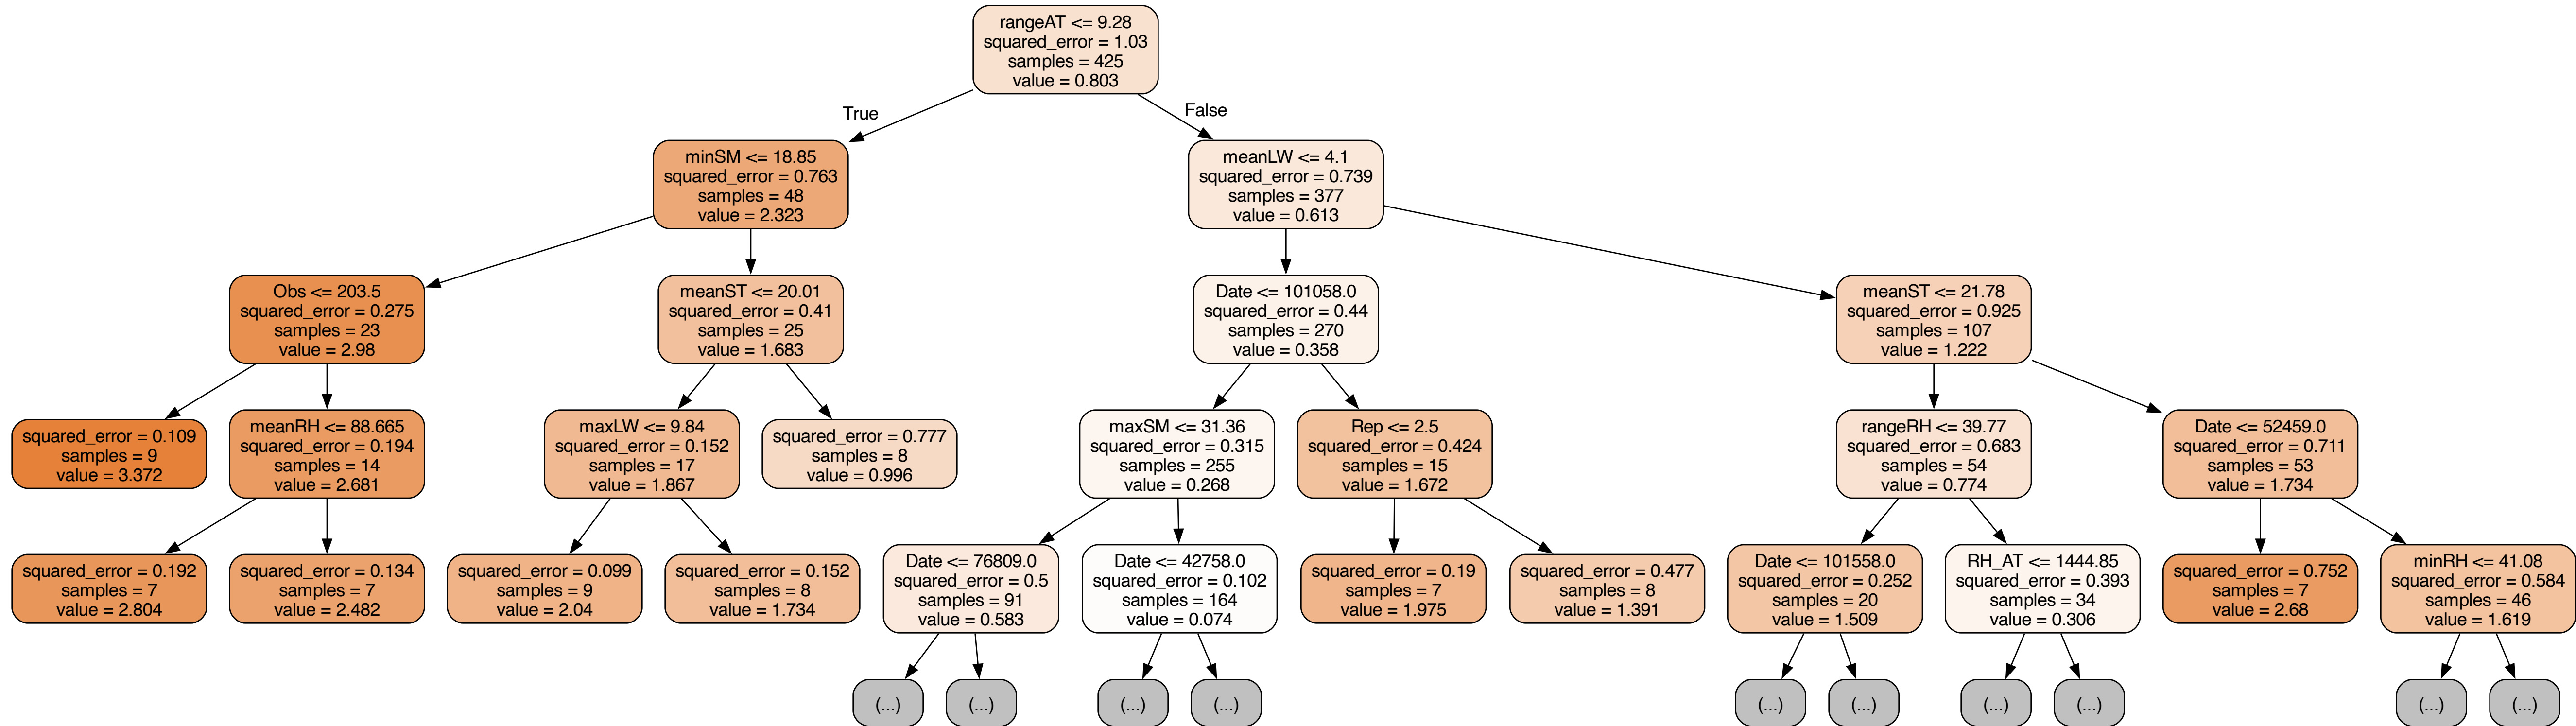 rangeAT <= 9.28
squared_error = 1.03
samples = 425
value = 0.803
True
False
minSM <= 18.85
squared_error = 0.763
samples = 48
value = 2.323
meanLW <= 4.1
squared_error = 0.739
samples = 377
value = 0.613
Obs <= 203.5
squared_error = 0.275
samples = 23
value = 2.98
meanST <= 20.01
squared_error = 0.41
samples = 25
value = 1.683
Date <= 101058.0
squared_error = 0.44
samples = 270
value = 0.358
meanST <= 21.78
squared_error = 0.925
samples = 107
value = 1.222
squared_error = 0.109
samples = 9
value = 3.372
meanRH <= 88.665
squared_error = 0.194
samples = 14
value = 2.681
maxLW <= 9.84
squared_error = 0.152
samples = 17
value = 1.867
squared_error = 0.777
samples = 8
value = 0.996
maxSM <= 31.36
squared_error = 0.315
samples = 255
value = 0.268
Rep <= 2.5
squared_error = 0.424
samples = 15
value = 1.672
rangeRH <= 39.77
squared_error = 0.683
samples = 54
value = 0.774
Date <= 52459.0
squared_error = 0.711
samples = 53
value = 1.734
squared_error = 0.192
samples = 7
value = 2.804
squared_error = 0.134
samples = 7
value = 2.482
squared_error = 0.099
samples = 9
value = 2.04
squared_error = 0.152
samples = 8
value = 1.734
Date <= 76809.0
squared_error = 0.5
samples = 91
value = 0.583
Date <= 42758.0
squared_error = 0.102
samples = 164
value = 0.074
squared_error = 0.19
samples = 7
value = 1.975
squared_error = 0.477
samples = 8
value = 1.391
Date <= 101558.0
squared_error = 0.252
samples = 20
value = 1.509
RH_AT <= 1444.85
squared_error = 0.393
samples = 34
value = 0.306
squared_error = 0.752
samples = 7
value = 2.68
minRH <= 41.08
squared_error = 0.584
samples = 46
value = 1.619
(...)
(...)
(...)
(...)
(...)
(...)
(...)
(...)
(...)
(...)